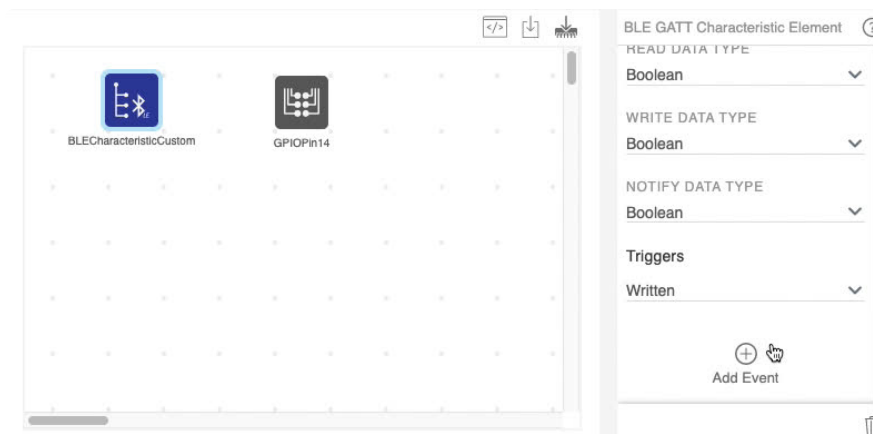 </>
BLE GATT Characteristic Element
?
READ DATA TYPE
Boolean
WRITE DATA TYPE
Boolean
NOTIFY DATA TYPE
Boolean
Triggers
Written
Add Event
LE
BLECharacteristicCustom
GPIOPin14